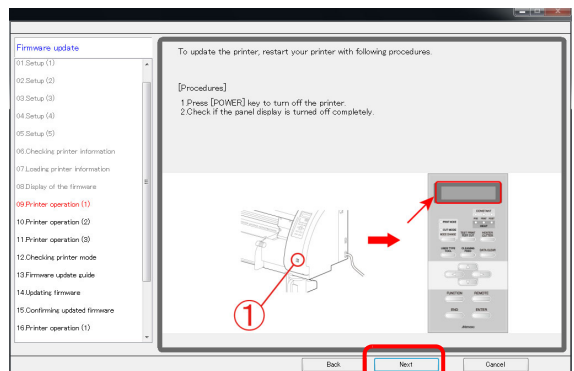 Firmware update
01.Setup (1)
02.Setup (2)
03.Setup (3)
04.Setup (4)
05.Setup (5)
06.Checking printer information
07.Loading printer information
08.Display of the firmware
09.Printer operation (1)
10.Printer operation (2)
11.Printer operation (3)
12.Checking printer mode
13.Firmware update guide
14.Updating firmware
15.Confirming updated firmware
16.Printer operation (1)
To update the printer, restart your printer with following procedures.
[Procedures]
1.Press [POWER] key to turn off the printer.
2.Check if the panel display is turned off completely.
1
FUNCTION REMOTE
END ENTER
Back Next Cancel